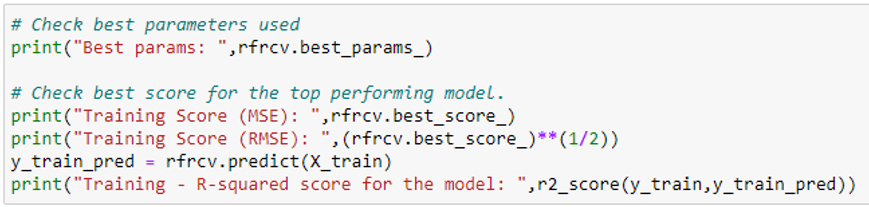 # Check best parameters used
print("Best params: ",rfrcv.best_params_)
# Check best score for the top performing model.
print("Training Score (MSE): ",rfrcv.best_score_)
print("Training Score (RMSE): ",(rfrcv.best_score_)**(1/2))
y_train_pred = rfrcv.predict(X_train)
print("Training - R-squared score for the model: ",r2_score(y_train,y_train_pred))